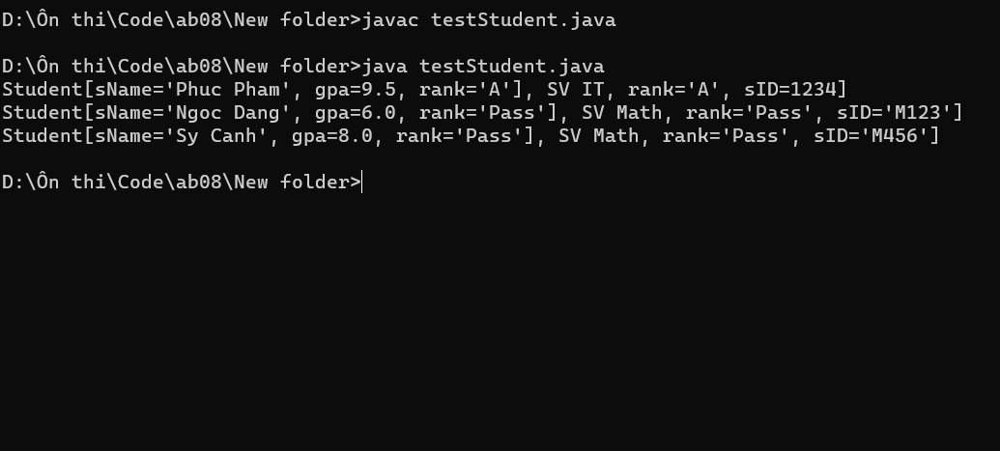 D:\Ôn thi\Code\ab08\New folder>javac testStudent.java
D:\Ôn thi\Code\ab08\New folder>java testStudent.java
Student[sName='Phuc Pham', gpa=9.5, rank='A'], SV IT, rank='A', sID=1234]
Student[sName='Ngoc Dang', gpa=6.0, rank='Pass'], SV Math, rank='Pass', sID='M123']
Student[sName='Sy Canh', gpa=8.0, rank='Pass'], SV Math, rank='Pass', sID='M456']
D:\Ôn thi\Code\ab08\New folder>